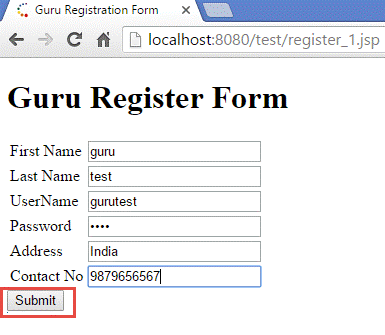 Guru Registration Form
localhost:8080/test/register_1.jsp
Guru Register Form
First Name guru
Last Name test
UserName gurutest
Password ••••
Address India
Contact No 9879656567
Submit